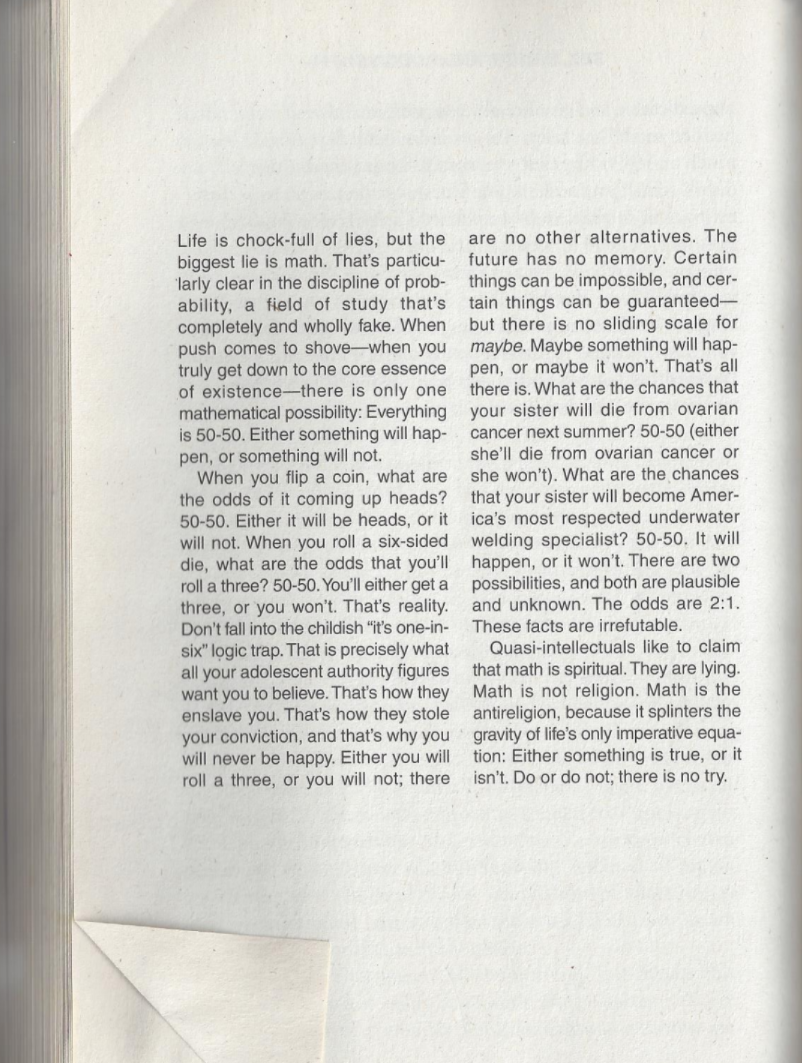 Life is chock-full of lies, but the
biggest lie is math. That's particu-
larly clear in the discipline of prob-
ability, a field of study that's
completely and wholly fake. When
push comes to shove—when you
truly get down to the core essence
of existence—there is only one
mathematical possibility: Everything
is 50-50. Either something will hap-
pen, or something will not.
When you flip a coin, what are
the odds of it coming up heads?
50-50. Either it will be heads, or it
will not. When you roll a six-sided
die, what are the odds that you'll
roll a three? 50-50. You'll either get a
three, or you won't. That's reality.
Don't fall into the childish “it's one-in-
six” logic trap. That is precisely what
all your adolescent authority figures
want you to believe. That's how they
enslave you. That's how they stole
your conviction, and that's why you
will never be happy. Either you will
roll a three, or you will not; there
are no other alternatives. The
future has no memory. Certain
things can be impossible, and cer-
tain things can be guaranteed—
but there is no sliding scale for
maybe. Maybe something will hap-
pen, or maybe it won't. That's all
there is. What are the chances that
your sister will die from ovarian
cancer next summer? 50-50 (either
she'll die from ovarian cancer or
she won't). What are the chances
that your sister will become Amer-
ica's most respected underwater
welding specialist? 50-50. It will
happen, or it won't. There are two
possibilities, and both are plausible
and unknown. The odds are 2:1.
These facts are irrefutable.
Quasi-intellectuals like to claim
that math is spiritual. They are lying.
Math is not religion. Math is the
antireligion, because it splinters the
gravity of life's only imperative equa-
tion: Either something is true, or it
isn't. Do or do not; there is no try.